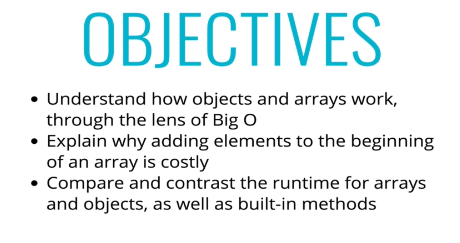 OBJECTIVES
• Understand how objects and arrays work,
through the lens of Big O
• Explain why adding elements to the beginning
of an array is costly
• Compare and contrast the runtime for arrays
and objects, as well as built-in methods